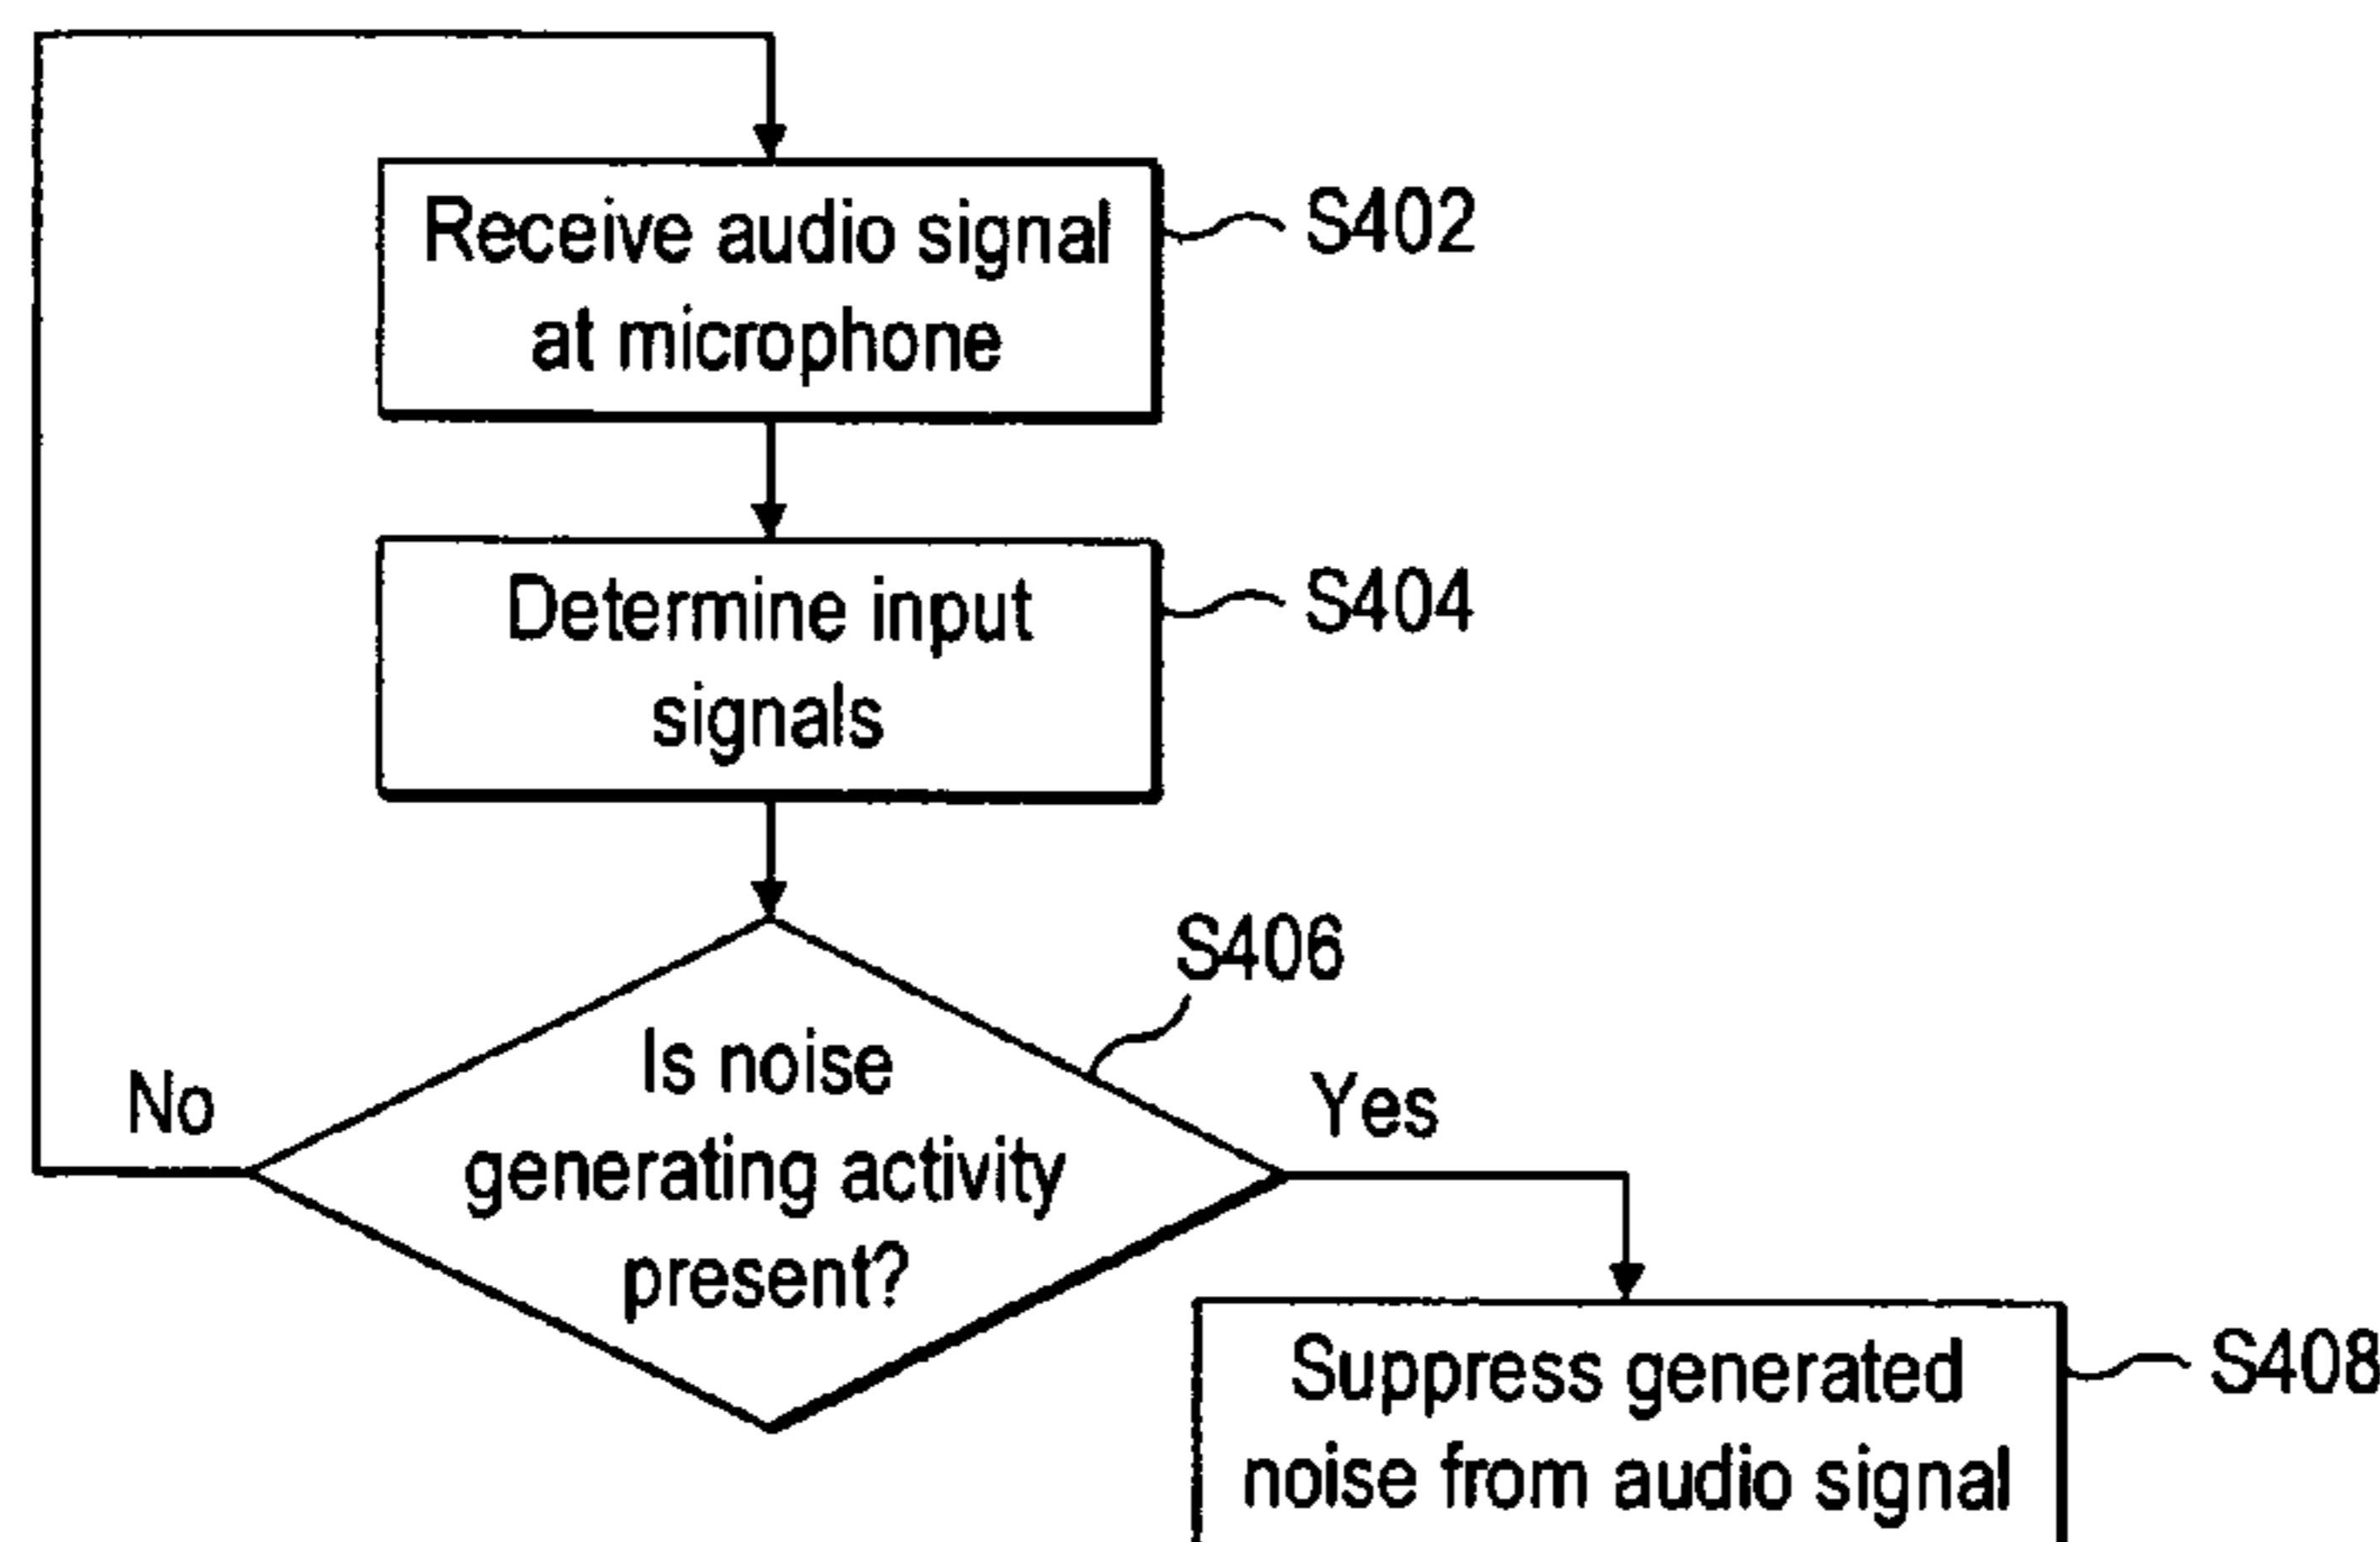 Receive audio signal
at microphone
S402
Determine input
signals
S404
S406
Is noise
generating activity
present?
No
Yes
Suppress generated
noise from audio signal
S408